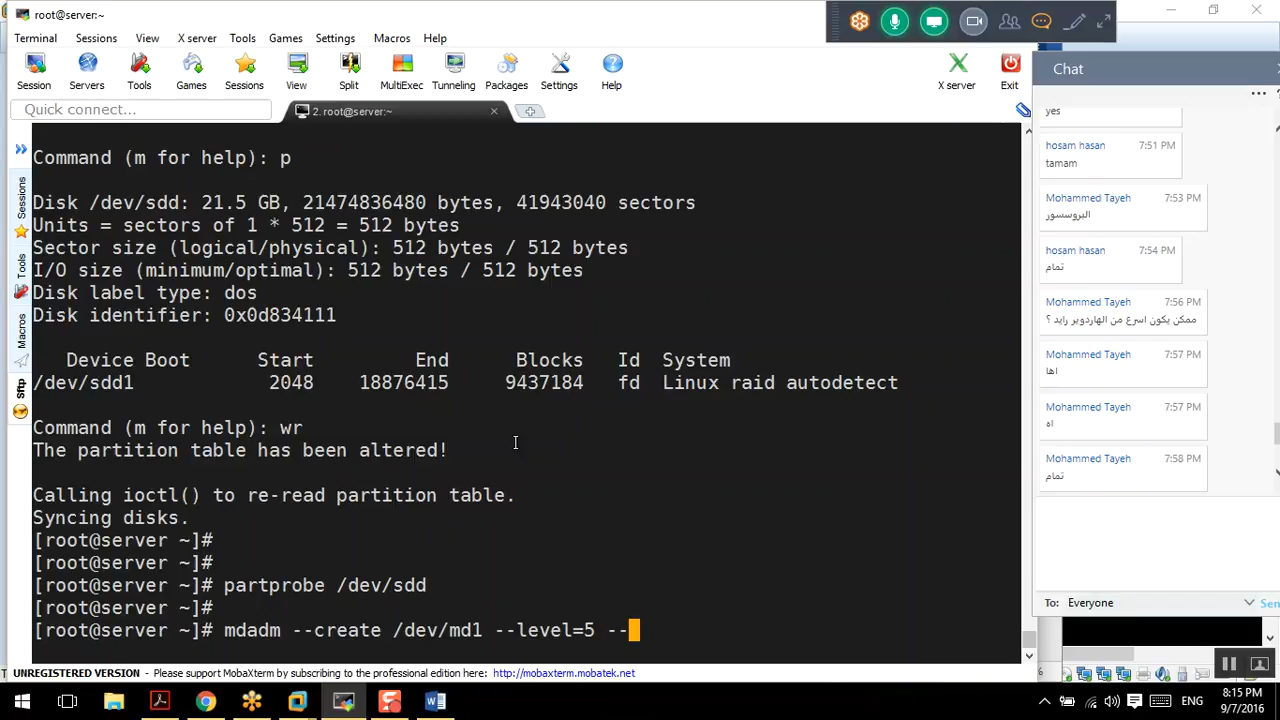 root@server:~
Terminal Sessions View X server Tools Games Settings Macros Help
Session Servers Tools Games Sessions View Split MultiExec Tunneling Packages Settings Help X server Exit
Quick connect...
2. root@server:~
Sessions
Tools
Macros
Sftp
Command (m for help): p
Disk /dev/sdd: 21.5 GB, 21474836480 bytes, 41943040 sectors
Units = sectors of 1 * 512 = 512 bytes
Sector size (logical/physical): 512 bytes / 512 bytes
I/O size (minimum/optimal): 512 bytes / 512 bytes
Disk label type: dos
Disk identifier: 0x0d834111
Device Boot Start End Blocks Id System
/dev/sdd1 2048 18876415 9437184 fd Linux raid autodetect
Command (m for help): wr
The partition table has been altered!
Calling ioctl() to re-read partition table.
Syncing disks.
[root@server ~]#
[root@server ~]#
[root@server ~]# partprobe /dev/sdd
[root@server ~]#
[root@server ~]# mdadm --create /dev/md1 --level=5 --
UNREGISTERED VERSION - Please support MobaXterm by subscribing to the professional edition here: http://mobaxterm.mobatek.net
Chat
yes
hosam hasan 7:51 PM
tamam
Mohammed Tayeh 7:53 PM
البروسسور
hosam hasan 7:54 PM
تمام
Mohammed Tayeh 7:56 PM
ممكن يكون اسرع من الهاردوير رايد ؟
Mohammed Tayeh 7:57 PM
اها
Mohammed Tayeh 7:57 PM
اه
Mohammed Tayeh 7:58 PM
تمام
To: Everyone
Sen
ENG
8:15 PM
9/7/2016